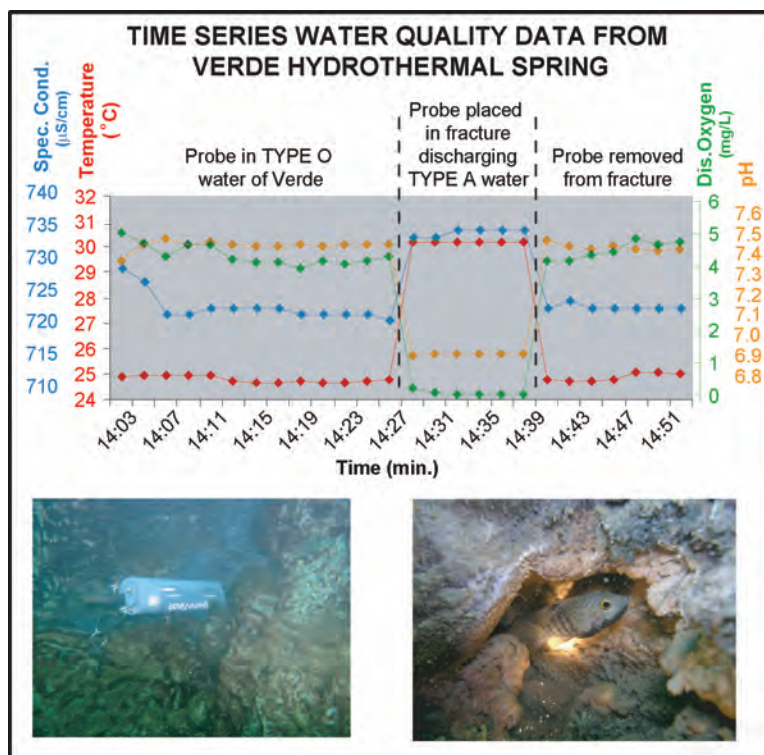 TIME SERIES WATER QUALITY DATA FROM
VERDE HYDROTHERMAL SPRING
Spec. Cond.
(µS/cm)
Temperature
(°C)
Probe in TYPE O
water of Verde
Probe placed
in fracture
discharging
TYPE A water
Probe removed
from fracture
Dis.Oxygen
(mg/L)
pH
740
735
730
725
720
715
710
32
31
30
29
28
27
26
25
24
6
5
4
3
2
1
0
7.6
7.5
7.4
7.3
7.2
7.1
7.0
6.9
6.8
14:03
14:07
14:11
14:15
14:19
14:23
14:27
14:31
14:35
14:39
14:43
14:47
14:51
Time (min.)